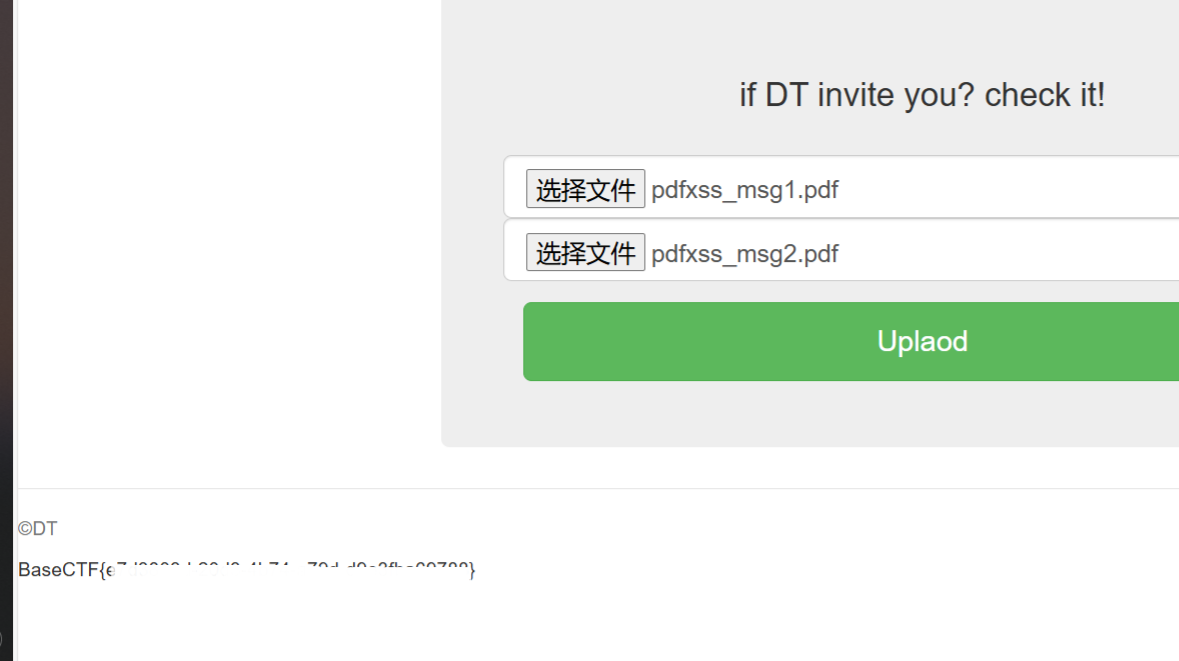 if DT invite you? check it!
选择文件 pdfxss_msg1.pdf
选择文件 pdfxss_msg2.pdf
Uplaod
©DT
BaseCTF{